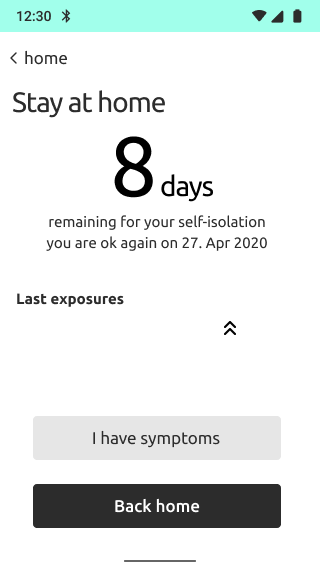 12:30
home
Stay at home
8 days
remaining for your self-isolation
you are ok again on 27. Apr 2020
Last exposures
I have symptoms
Back home